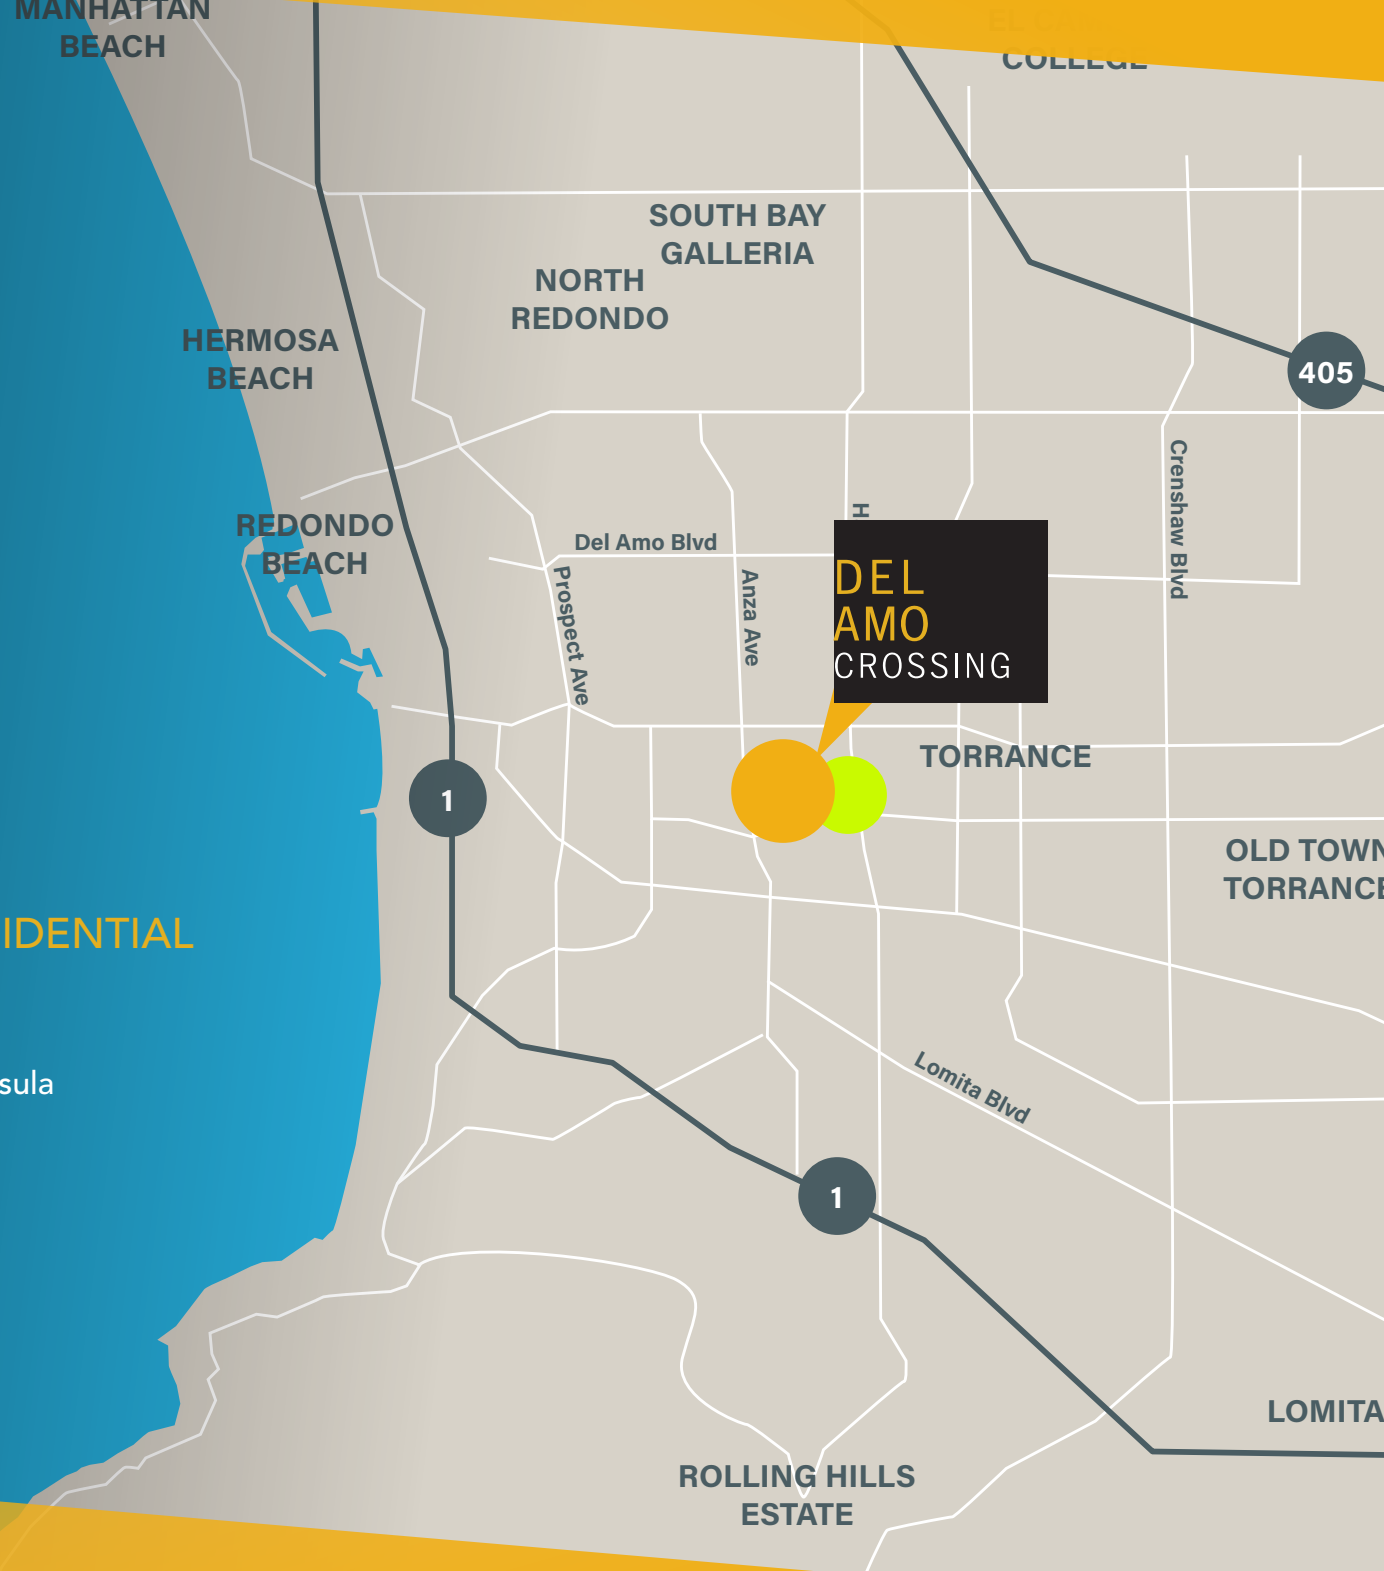 MANHATTAN
BEACH
COLLEGE
SOUTH BAY
GALLERIA
NORTH
REDONDO
HERMOSA
BEACH
405
Crenshaw Blvd
REDONDO
BEACH
Del Amo Blvd
H
Prospect Ave
Anza Ave
DEL
AMO
CROSSING
TORRANCE
1
OLD TOWN
TORRANCE
IDENTIAL
sula
Lomita Blvd
1
LOMITA
ROLLING HILLS
ESTATE